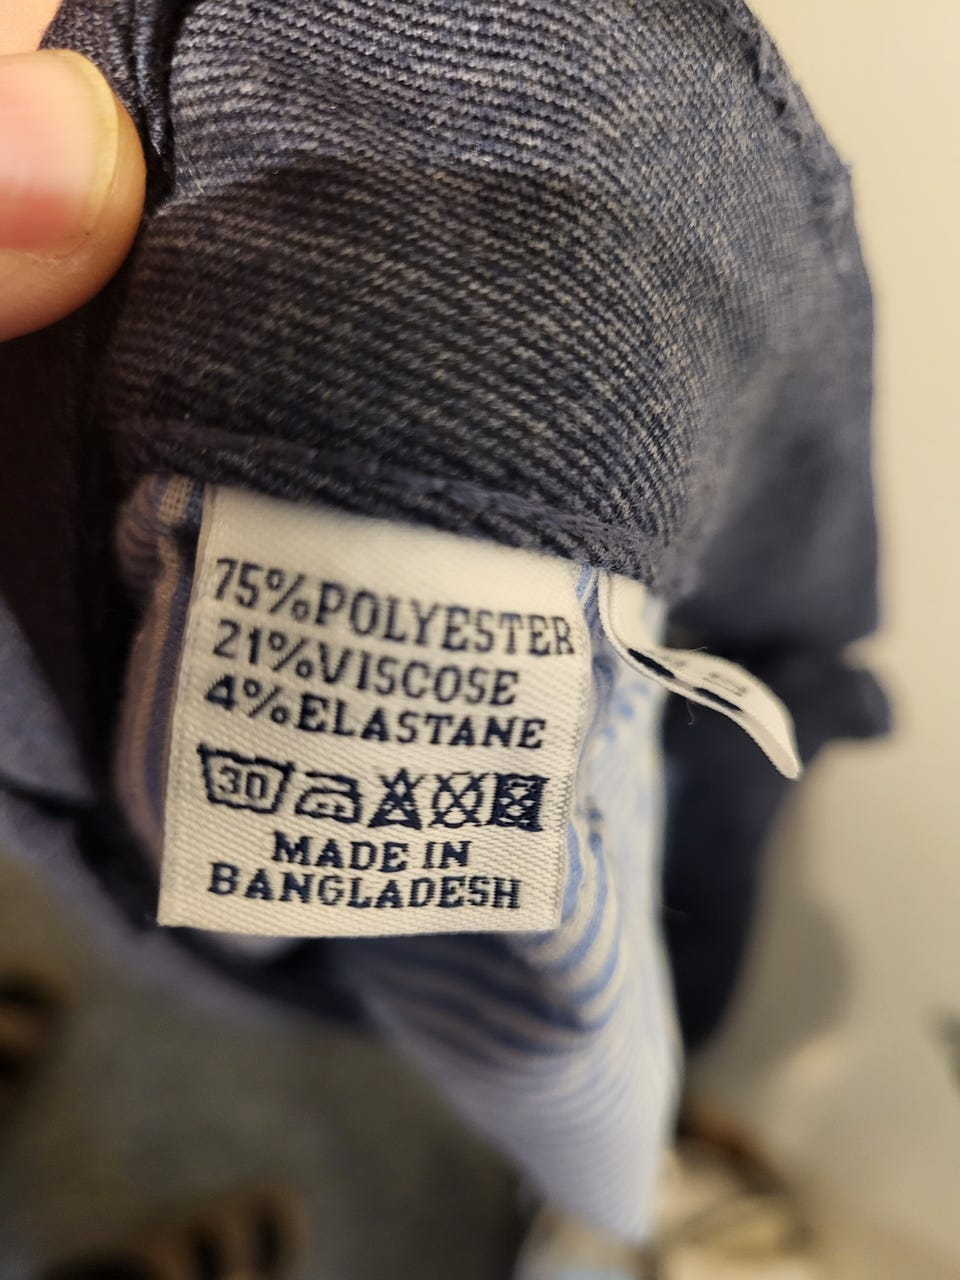 75%POLYESTER
21%VISCOSE
4%ELASTANE
30
MADE IN
BANGLADESH